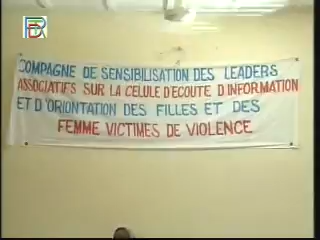 COMPAGNE DE SENSIBILISATION DES LEADERS
ASSOCIATIFS SUR LA CELULE D'ECOUTE D'INFORMATION
ET D'ORIONTATION DES FILLES ET DES
FEMME VICTIMES DE VIOLENCE